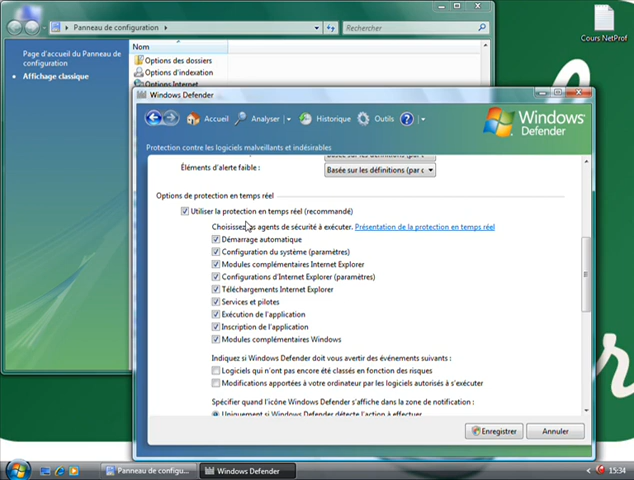 Panneau de configuration
Rechercher
Cours NetProf
Page d'accueil du Panneau de
configuration
Affichage classique
Nom
Options des dossiers
Options d'indexation
Options Internet
Windows Defender
Accueil
Analyser
Historique
Outils
Windows
Defender
Protection contre les logiciels malveillants et indésirables
Éléments d'alerte faible :
Basée sur les définitions (par c
Options de protection en temps réel
Utiliser la protection en temps réel (recommandé)
agents de sécurité à exécuter. Présentation de la protection en temps réel
Démarrage automatique
Configuration du système (paramètres)
Modules complémentaires Internet Explorer
Configurations d'Internet Explorer (paramètres)
Téléchargements Internet Explorer
Services et pilotes
Exécution de l'application
Inscription de l'application
Modules complémentaires Windows
Indiquez si Windows Defender doit vous avertir des événements suivants :
Logiciels qui n'ont pas encore été classés en fonction des risques
Modifications apportées à votre ordinateur par les logiciels autorisés à s'exécuter
Spécifier quand l'icône Windows Defender s'affiche dans la zone de notification :
Uniquement si Windows Defender détecte l'action à effectuer
Enregistrer
Annuler
Panneau de configu...
Windows Defender
15:34